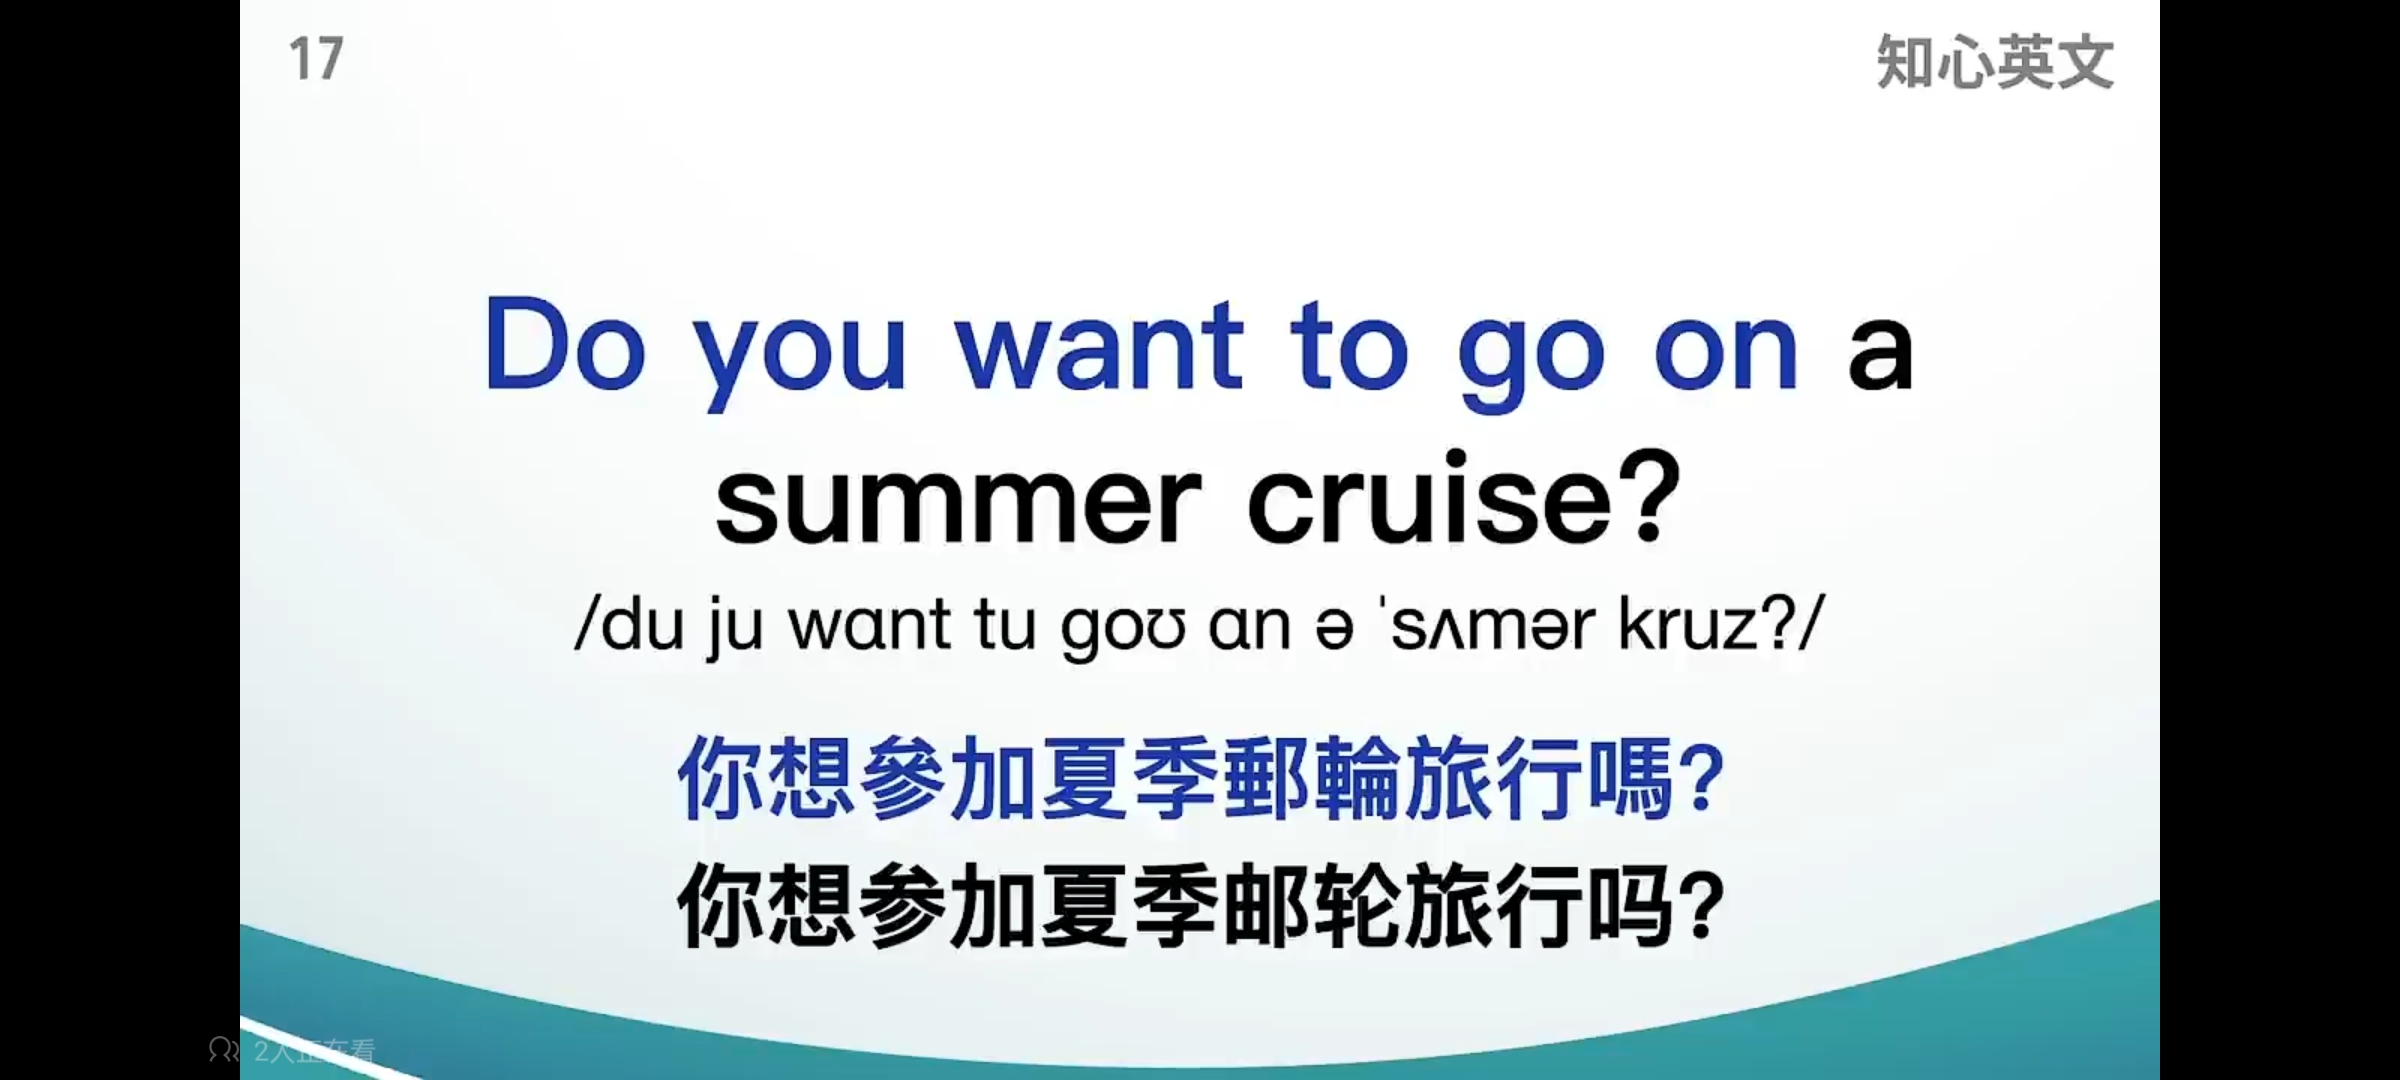 17
知心英文
Do you want to go on a
summer cruise?
/du ju wɑnt tu ɡoʊ ɑn ə ˈsʌmər kruz?/
你想參加夏季郵輪旅行嗎?
你想参加夏季邮轮旅行吗?
2人正在看